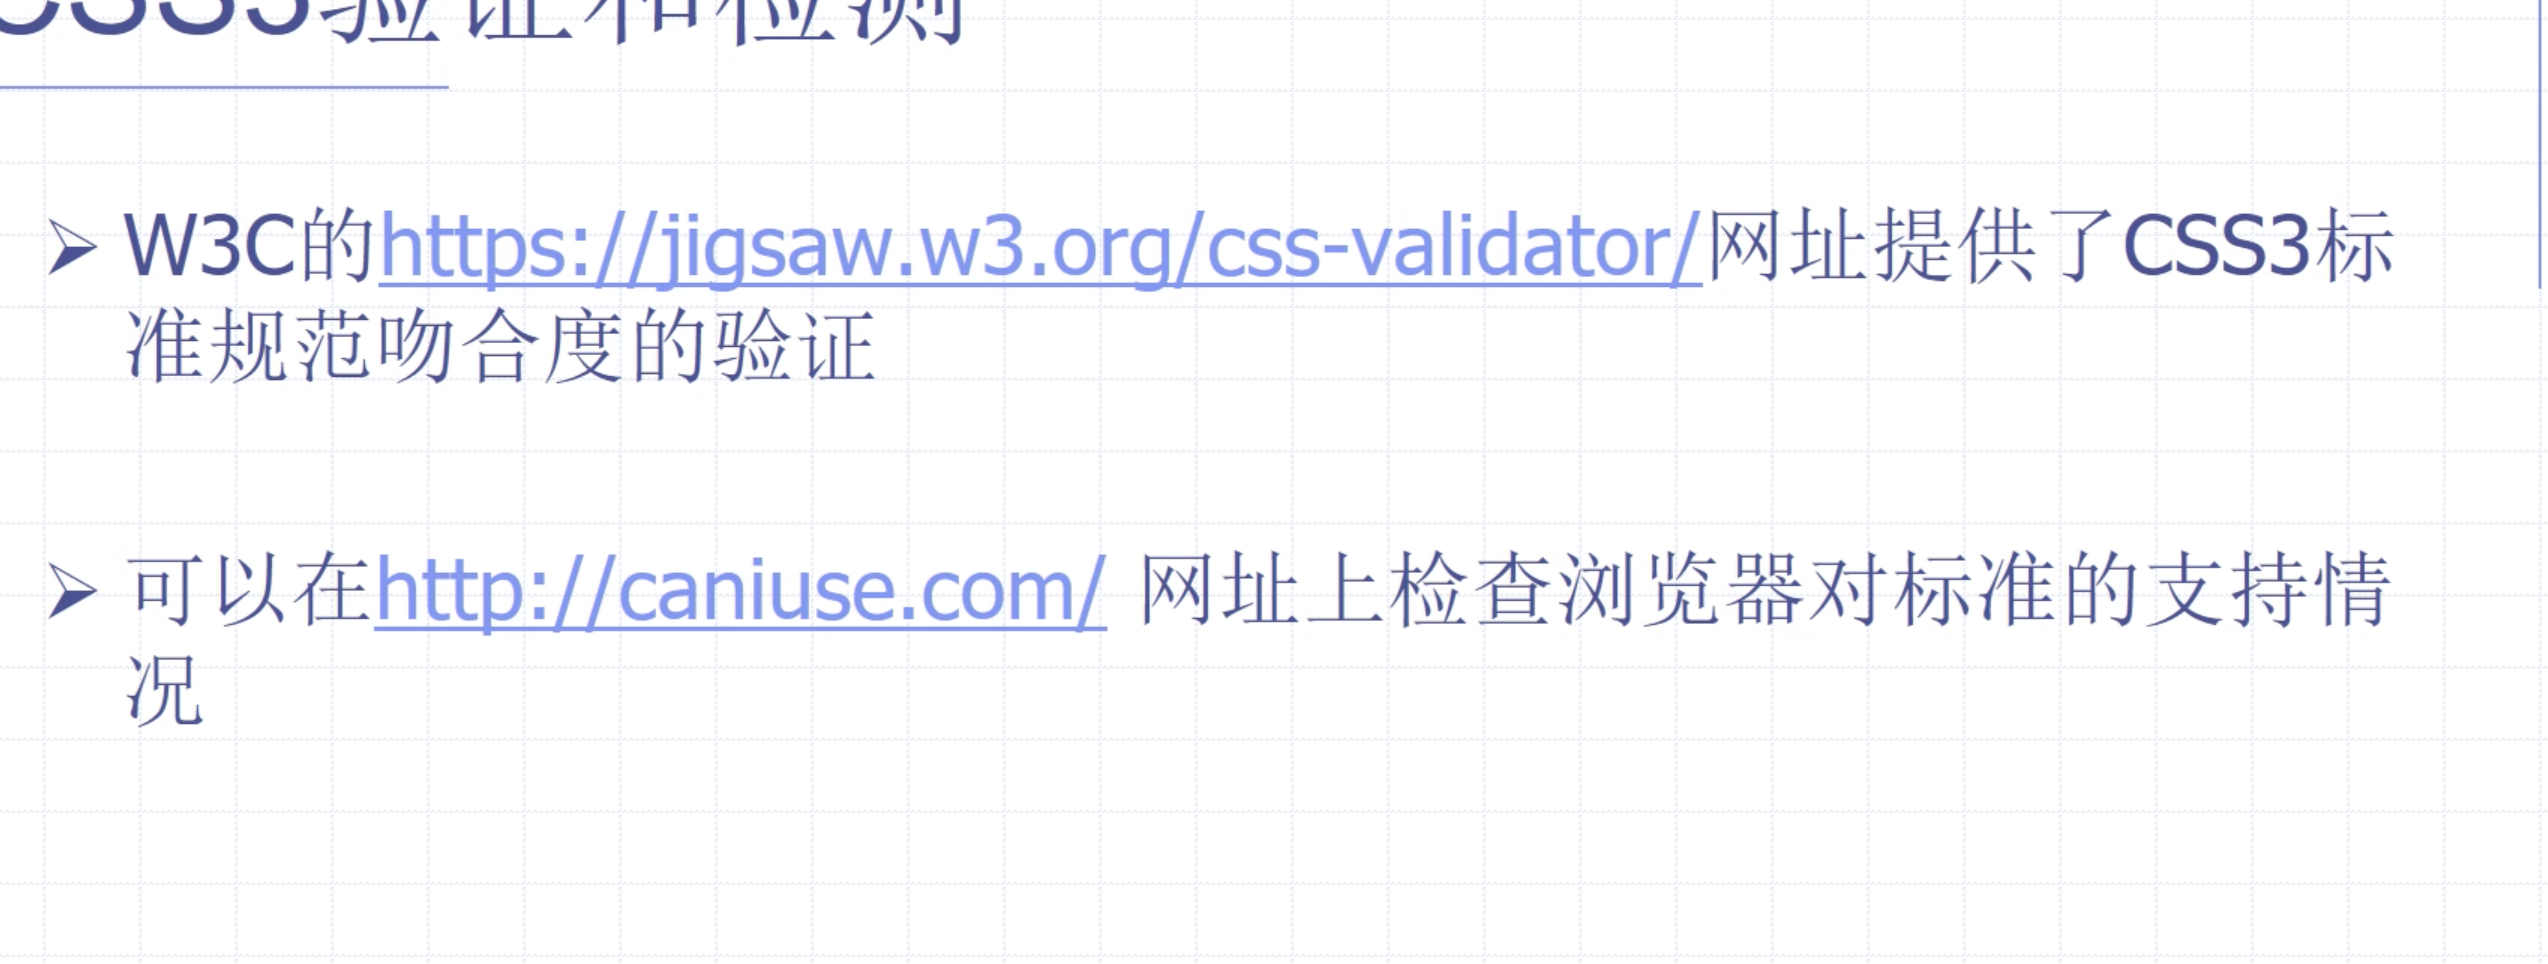 CSS3验证和检测
W3C的https://jigsaw.w3.org/css-validator/网址提供了CSS3标
准规范吻合度的验证
可以在http://caniuse.com/ 网址上检查浏览器对标准的支持情
况